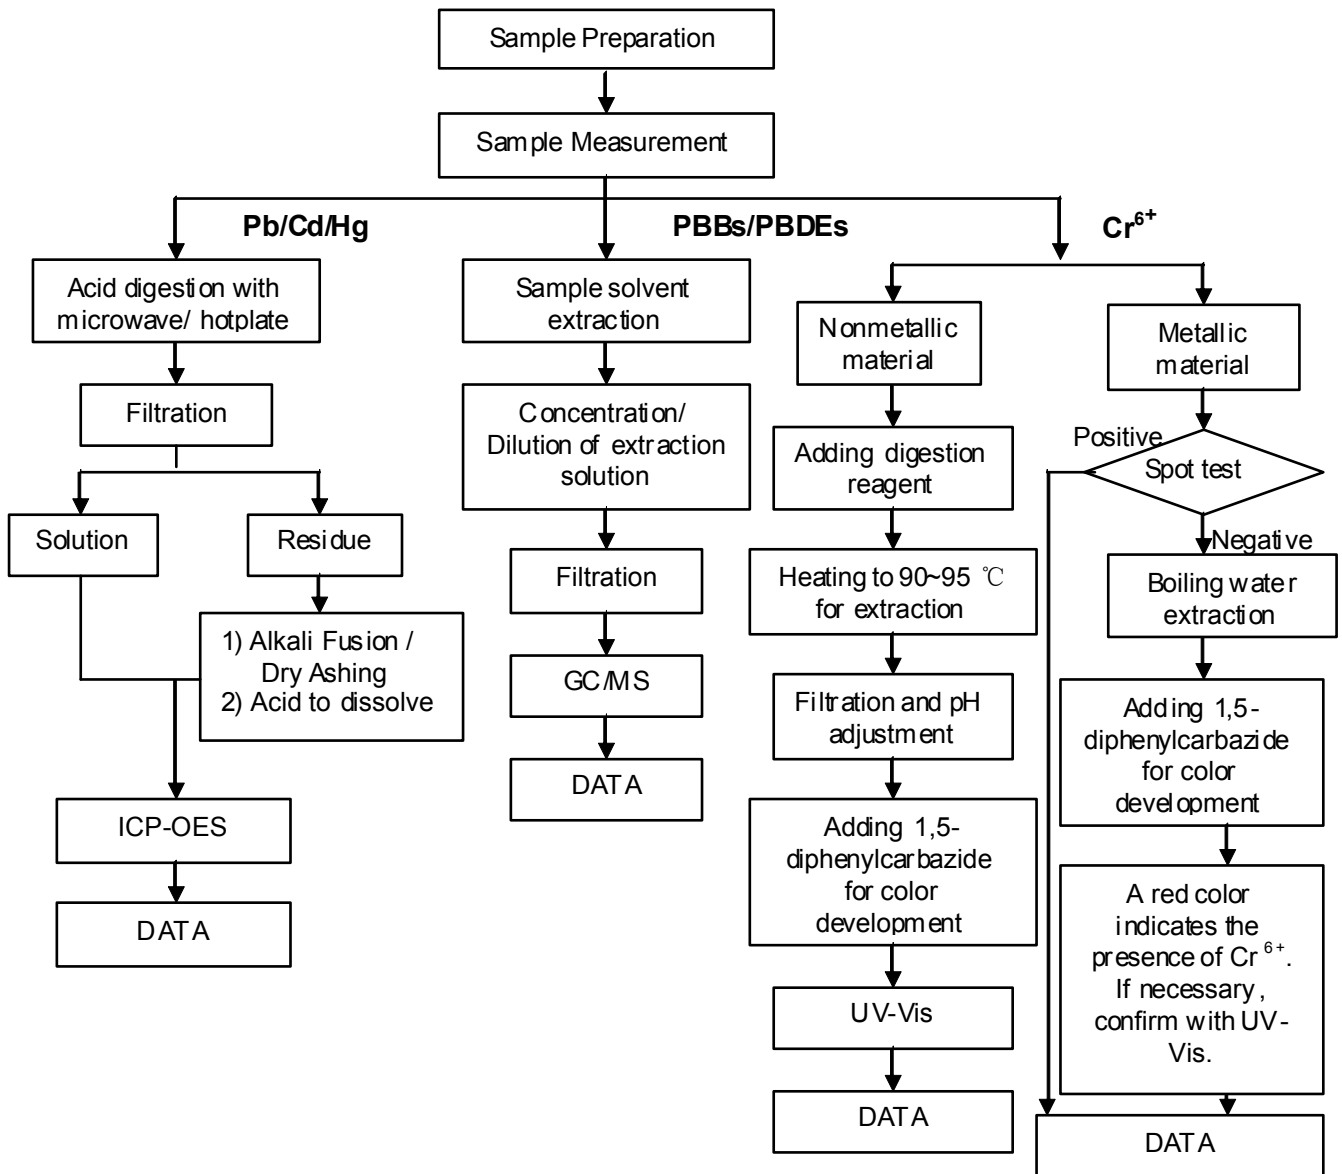 Sample Preparation
Sample Measurement
Pb/Cd/Hg
PBBs/PBDEs
Cr6+
Acid digestion with
microwave/ hotplate
Filtration
Solution
Residue
1) Alkali Fusion /
Dry Ashing
2) Acid to dissolve
ICP-OES
DATA
Sample solvent
extraction
Concentration/
Dilution of extraction
solution
Filtration
GC/MS
DATA
Nonmetallic
material
Adding digestion
reagent
Heating to 90~95 ℃
for extraction
Filtration and pH
adjustment
Adding 1,5-
diphenylcarbazide
for color
development
UV-Vis
DATA
Metallic
material
Positive
Spot test
Negative
Boiling water
extraction
Adding 1,5-
diphenylcarbazide
for color
development
A red color
indicates the
presence of Cr 6+.
If necessary,
confirm with UV-
Vis.
DATA